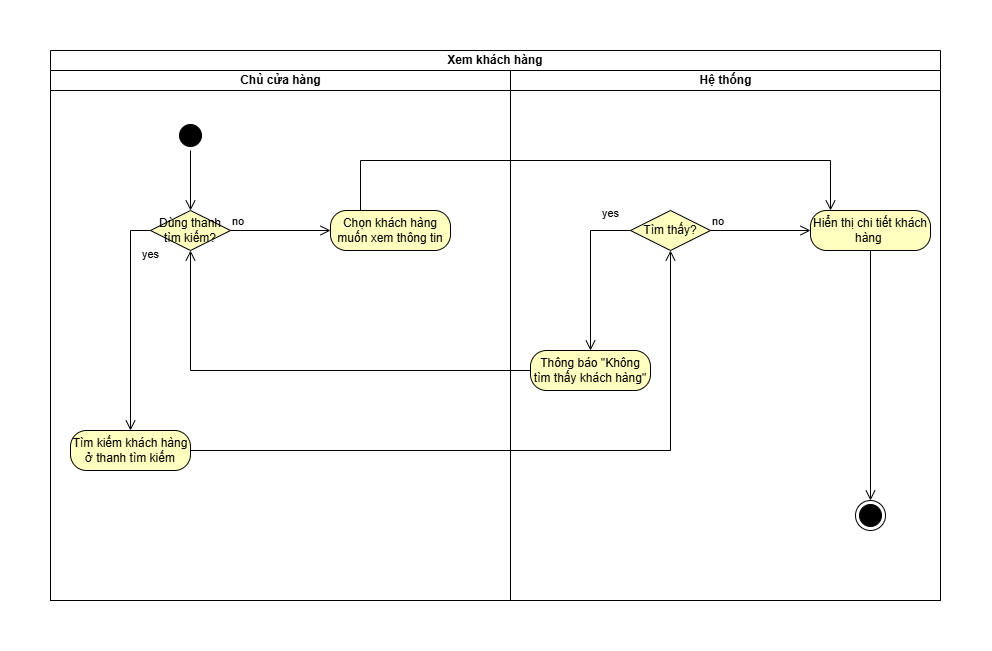 Xem khách hàng
Chủ cửa hàng
Hệ thống
Dùng thanh
tìm kiếm?
no
yes
Chọn khách hàng
muốn xem thông tin
yes
Tìm thấy?
no
Hiển thị chi tiết khách
hàng
Thông báo "Không
tìm thấy khách hàng"
Tìm kiếm khách hàng
ở thanh tìm kiếm